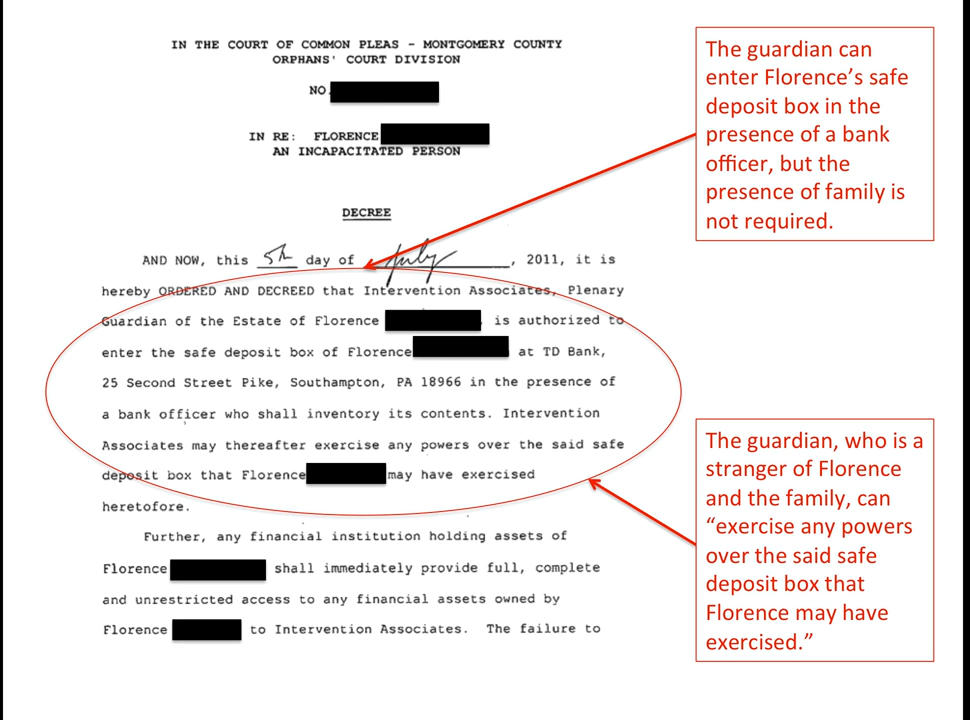 IN THE COURT OF COMMON PLEAS - MONTGOMERY COUNTY
ORPHANS' COURT DIVISION
NO.
IN RE: FLORENCE
AN INCAPACITATED PERSON
DECREE
AND NOW, this 5th day of July, 2011, it is
hereby ORDERED AND DECREED that Intervention Associates, Plenary
Guardian of the Estate of Florence , is authorized to
enter the safe deposit box of Florence at TD Bank,
25 Second Street Pike, Southampton, PA 18966 in the presence of
a bank officer who shall inventory its contents. Intervention
Associates may thereafter exercise any powers over the said safe
deposit box that Florence may have exercised
heretofore.
Further, any financial institution holding assets of
Florence shall immediately provide full, complete
and unrestricted access to any financial assets owned by
Florence to Intervention Associates. The failure to
The guardian can
enter Florence's safe
deposit box in the
presence of a bank
officer, but the
presence of family is
not required.
The guardian, who is a
stranger of Florence
and the family, can
“exercise any powers
over the said safe
deposit box that
Florence may have
exercised.”